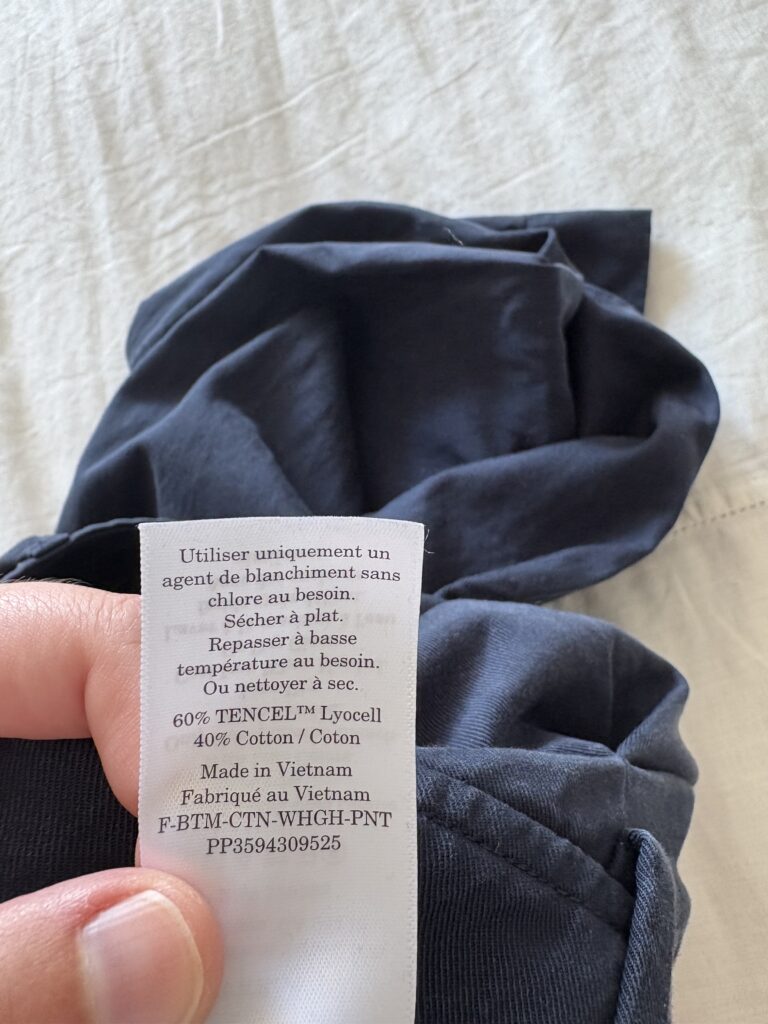 Utiliser uniquement un
agent de blanchiment sans
chlore au besoin.
Sécher à plat.
Repasser à basse
température au besoin.
Ou nettoyer à sec.
60% TENCEL™ Lyocell
40% Cotton / Coton
Made in Vietnam
Fabriqué au Vietnam
F-BTM-CTN-WHGH-PNT
PP3594309525